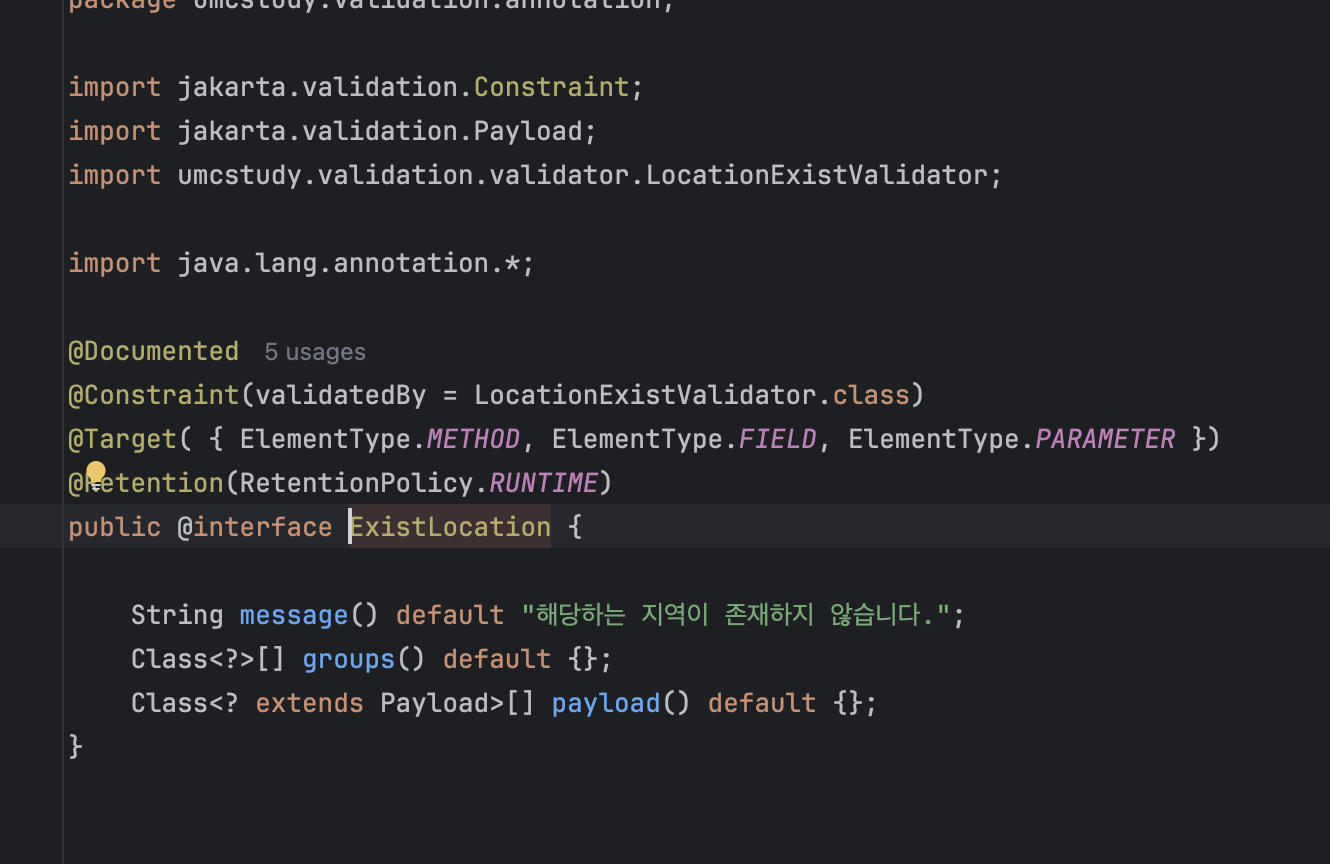 package umcstudy.validation.annotation;
import jakarta.validation.Constraint;
import jakarta.validation.Payload;
import umcstudy.validation.validator.LocationExistValidator;
import java.lang.annotation.*;
@Documented 5 usages
@Constraint(validatedBy = LocationExistValidator.class)
@Target( { ElementType.METHOD, ElementType.FIELD, ElementType.PARAMETER })
@Retention(RetentionPolicy.RUNTIME)
public @interface ExistLocation {
String message() default "해당하는 지역이 존재하지 않습니다.";
Class<?>[] groups() default {};
Class<? extends Payload>[] payload() default {};
}